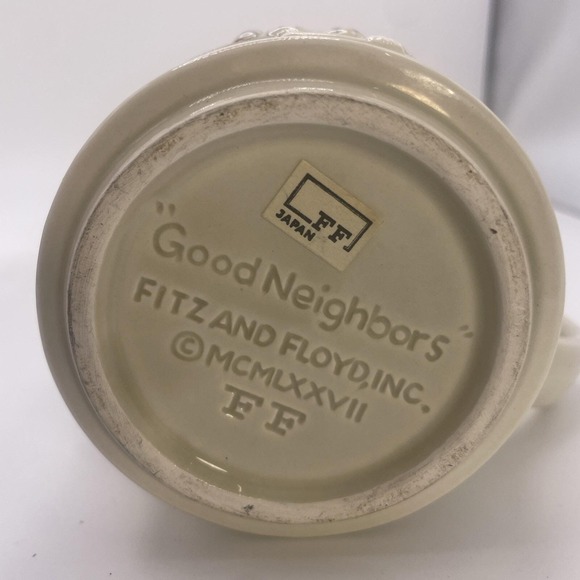 FF
JAPAN
"Good Neighbors"
FITZ AND FLOYD, INC.
©MCMLXXVII
FF